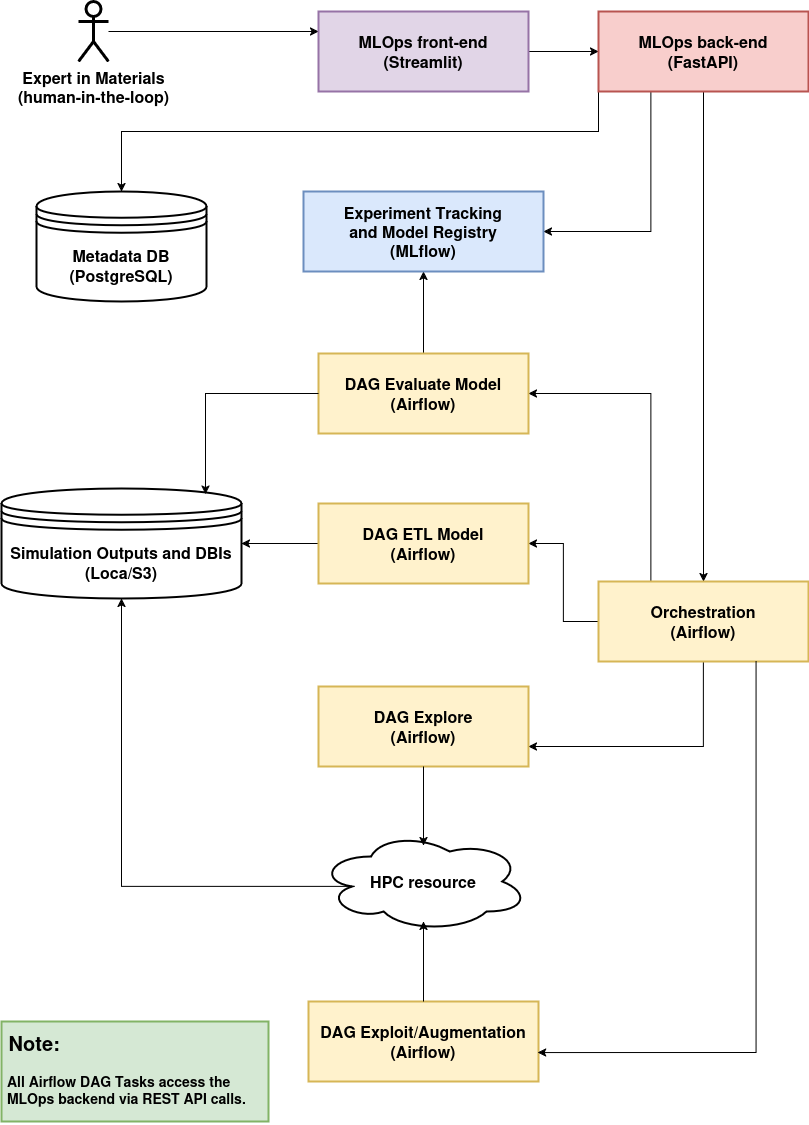 MLOps front-end
(Streamlit)
MLOps back-end
(FastAPI)
Expert in Materials
(human-in-the-loop)
Experiment Tracking
and Model Registry
(MLflow)
Metadata DB
(PostgreSQL)
DAG Evaluate Model
(Airflow)
DAG ETL Model
(Airflow)
Simulation Outputs and DBIs
(Loca/S3)
Orchestration
(Airflow)
DAG Explore
(Airflow)
HPC resource
DAG Exploit/Augmentation
(Airflow)
Note:
All Airflow DAG Tasks access the
MLOps backend via REST API calls.